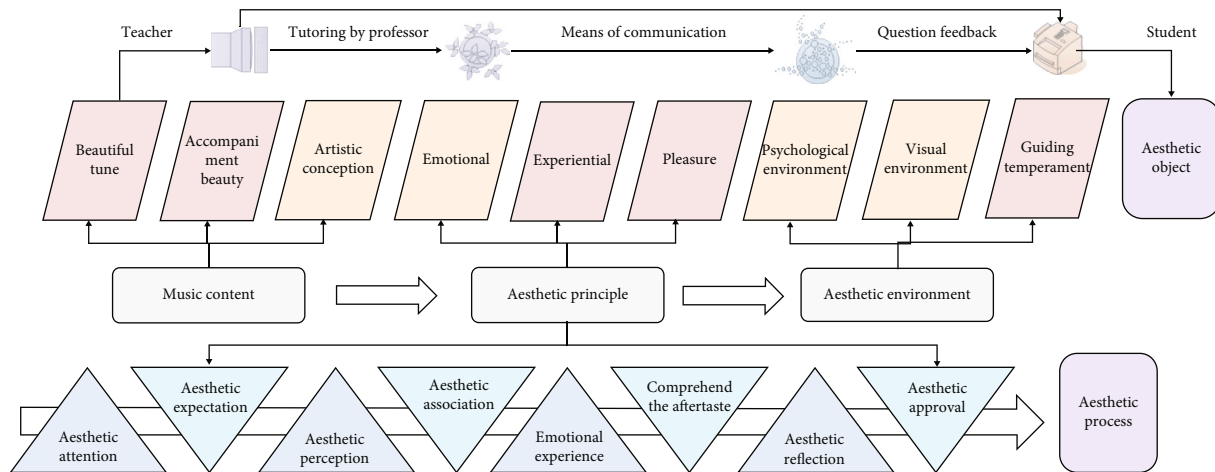 Teacher
Tutoring by professor
Means of communication
Question feedback
Student
Beautiful
tune
Accompani
ment
beauty
Artistic
conception
Emotional
Experiential
Pleasure
Psychological
environment
Visual
environment
Guiding
temperament
Aesthetic
object
Music content
Aesthetic principle
Aesthetic environment
Aesthetic
attention
Aesthetic
expectation
Aesthetic
perception
Aesthetic
association
Emotional
experience
Comprehend
the aftertaste
Aesthetic
reflection
Aesthetic
approval
Aesthetic
process